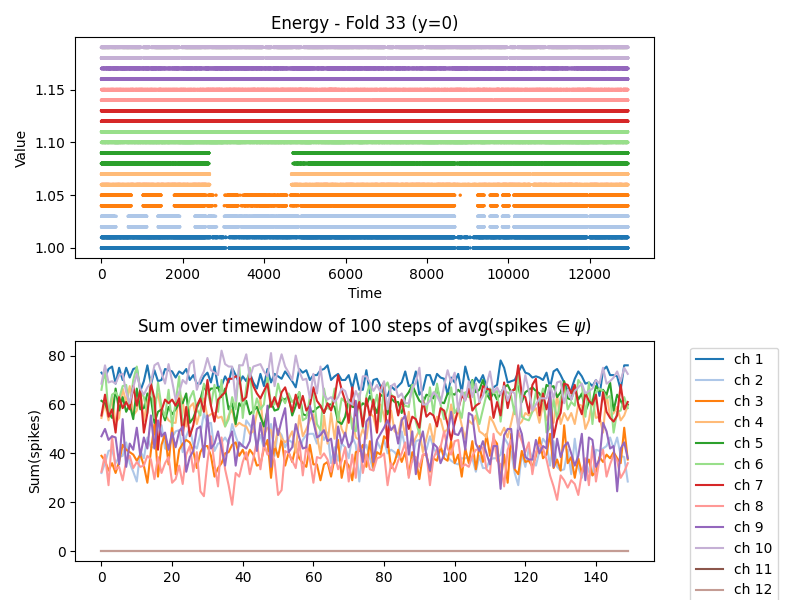 Energy - Fold 33 (y=0)
Value
1.15
1.10
1.05
1.00
0 2000 4000 6000 8000 10000 12000
Time
Sum over timewindow of 100 steps of avg(spikes ∈ ψ)
Sum(spikes)
80
60
40
20
0
0 20 40 60 80 100 120 140
ch 1
ch 2
ch 3
ch 4
ch 5
ch 6
ch 7
ch 8
ch 9
ch 10
ch 11
ch 12